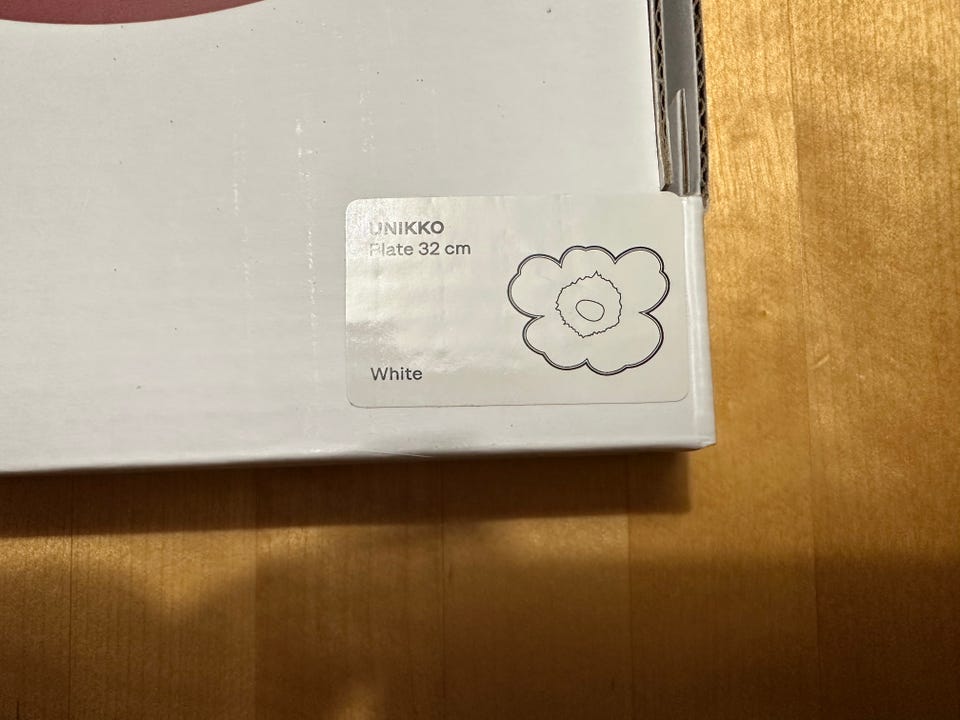 UNIKKO
Plate 32 cm
White